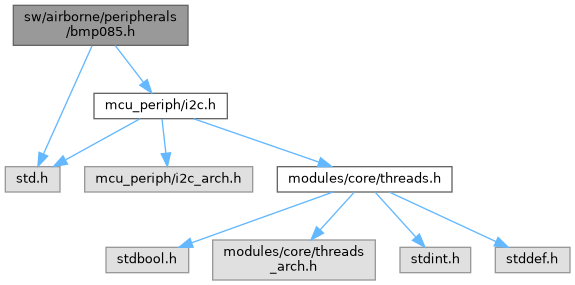 sw/airborne/peripherals
/bmp085.h
mcu_periph/i2c.h
std.h
mcu_periph/i2c_arch.h
modules/core/threads.h
stdbool.h
modules/core/threads
_arch.h
stdint.h
stddef.h